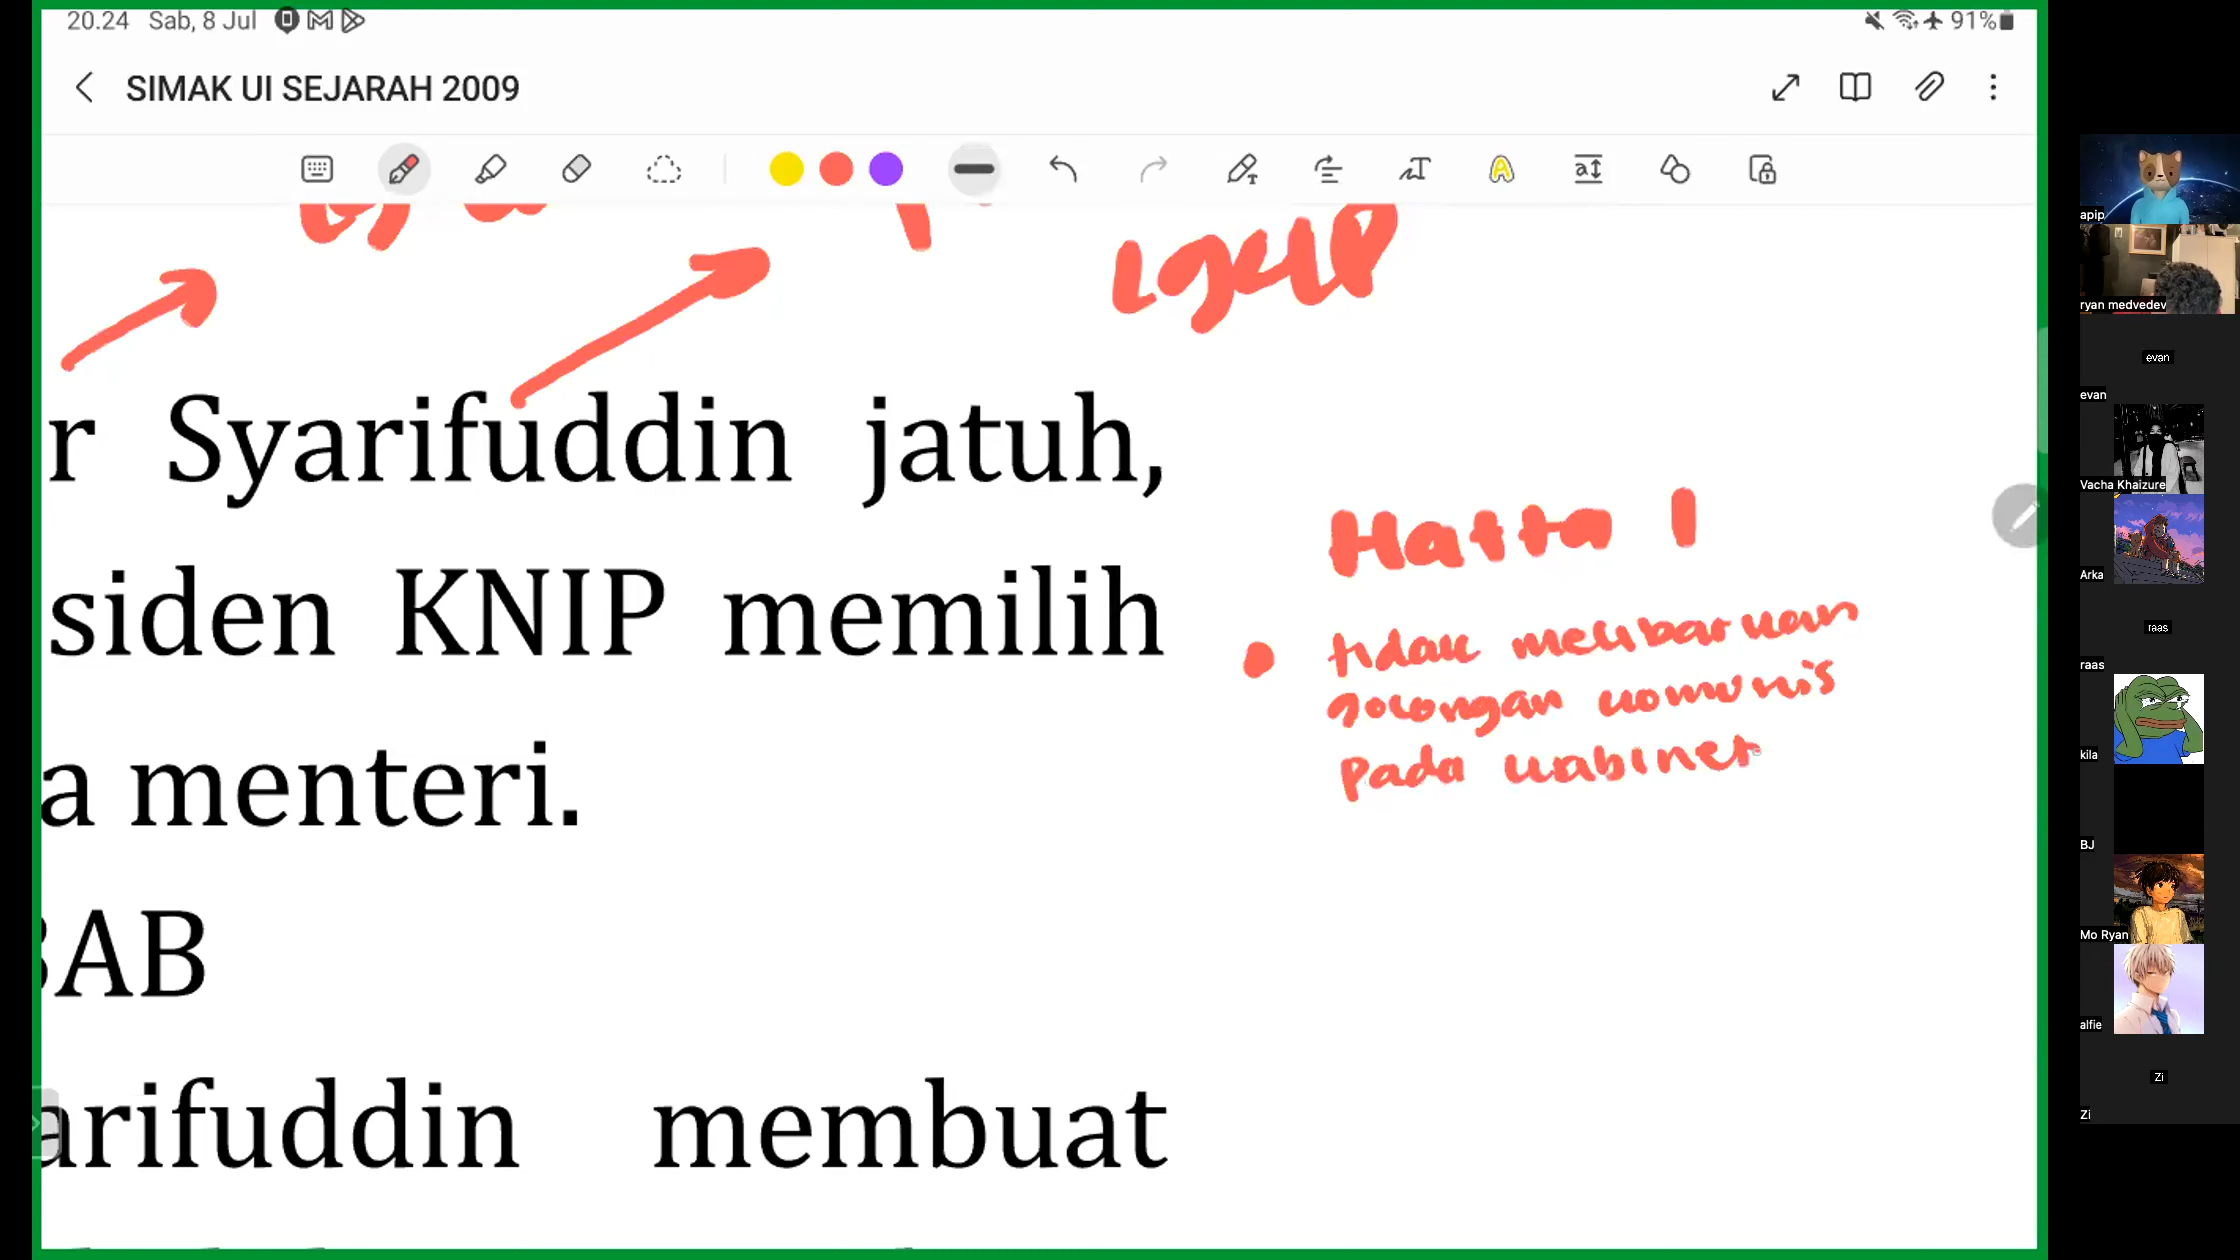 20.24 Sab, 8 Jul
91%
SIMAK UI SEJARAH 2009
r Syarifuddin jatuh,
siden KNIP memilih
a menteri.
BAB
arifuddin membuat
Hatta 1
tidak melibatkan
golongan komunis
pada kabinet
apip
ryan medvedev
evan
evan
Vacha Khaizure
Arka
raas
raas
kila
BJ
Mo Ryan
alfie
Zi
Zi